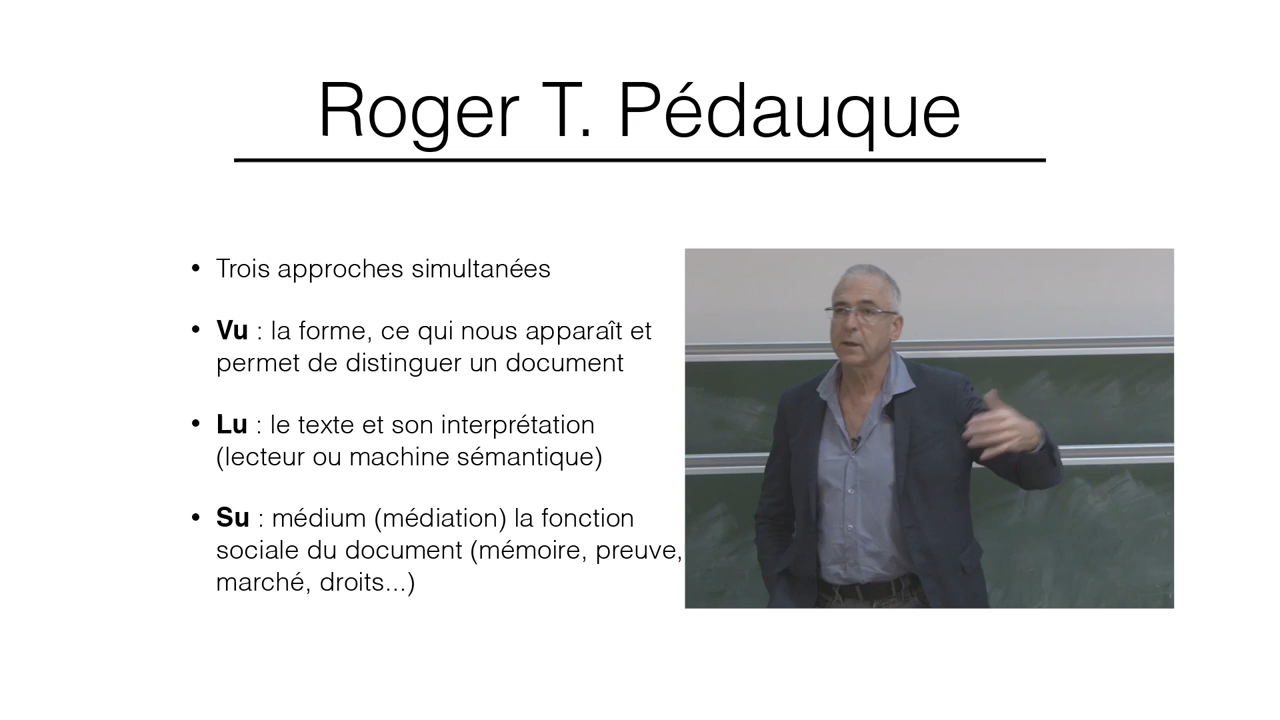 Roger T. Pédauque
• Trois approches simultanées
• Vu : la forme, ce qui nous apparaît et
permet de distinguer un document
• Lu : le texte et son interprétation
(lecteur ou machine sémantique)
• Su : médium (médiation) la fonction
sociale du document (mémoire, preuve,
marché, droits...)